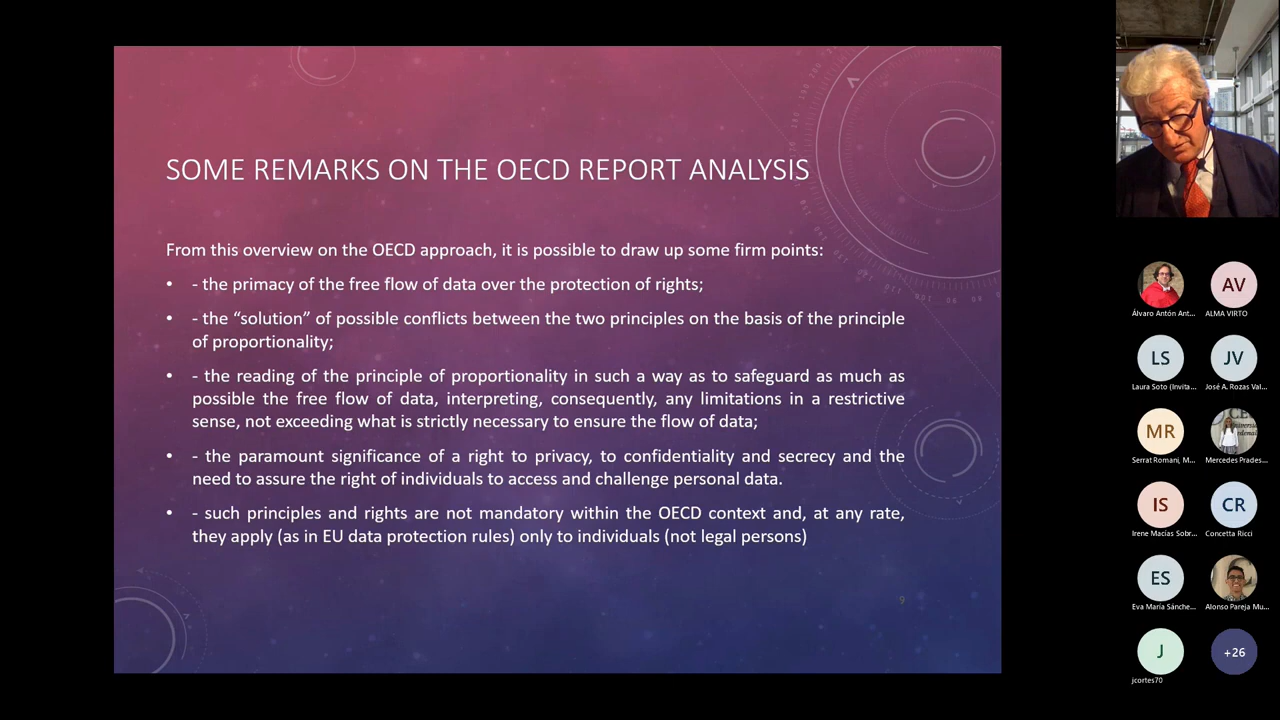 SOME REMARKS ON THE OECD REPORT ANALYSIS
From this overview on the OECD approach, it is possible to draw up some firm points:
• - the primacy of the free flow of data over the protection of rights;
• - the “solution” of possible conflicts between the two principles on the basis of the principle
of proportionality;
• - the reading of the principle of proportionality in such a way as to safeguard as much as
possible the free flow of data, interpreting, consequently, any limitations in a restrictive
sense, not exceeding what is strictly necessary to ensure the flow of data;
• - the paramount significance of a right to privacy, to confidentiality and secrecy and the
need to assure the right of individuals to access and challenge personal data.
• - such principles and rights are not mandatory within the OECD context and, at any rate,
they apply (as in EU data protection rules) only to individuals (not legal persons)
9
Álvaro Antón Ant...
AV
ALMA VIRTO
LS
Laura Soto (Invita...
JV
José A. Rozas Val...
MR
Serrat Romaní, M...
Mercedes Prades...
IS
Irene Macías Sobr...
CR
Concetta Ricci
ES
Eva María Sánche...
Alonso Pareja Mu...
J
jcortes70
+26